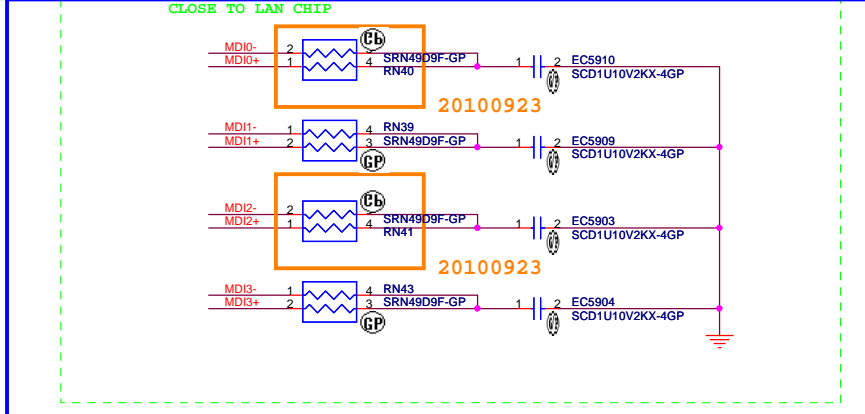 CLOSE TO LAN CHIP
MDI0- 2 EC5910
MDI0+ 1 4 SRN49D9F-GP 1 2 SCD1U10V2KX-4GP
RN40
20100923
MDI1- 1 4 RN39 EC5909
MDI1+ 2 3 SRN49D9F-GP 1 2 SCD1U10V2KX-4GP
GP
MDI2- 2 SRN49D9F-GP EC5903
MDI2+ 1 4 RN41 1 2 SCD1U10V2KX-4GP
20100923
MDI3- 1 4 RN43 EC5904
MDI3+ 2 3 SRN49D9F-GP 1 2 SCD1U10V2KX-4GP
GP